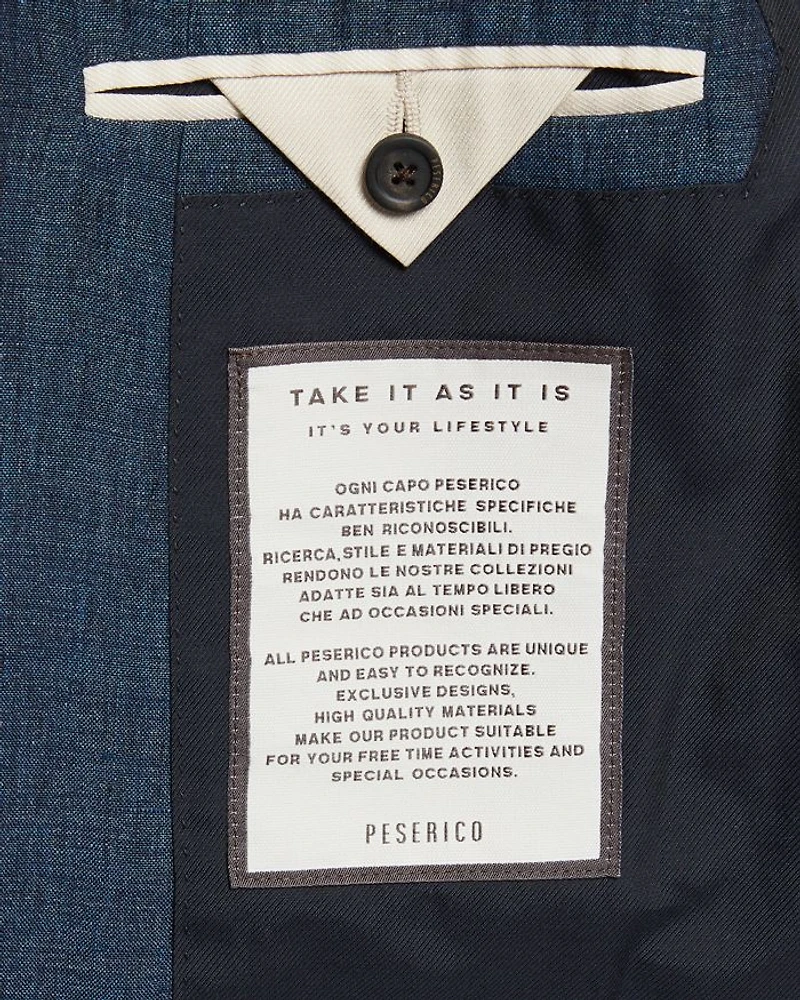 PESERICO
TAKE IT AS IT IS
IT'S YOUR LIFESTYLE
OGNI CAPO PESERICO
HA CARATTERISTICHE SPECIFICHE
BEN RICONOSCIBILI.
RICERCA, STILE E MATERIALI DI PREGIO
RENDONO LE NOSTRE COLLEZIONI
ADATTE SIA AL TEMPO LIBERO
CHE AD OCCASIONI SPECIALI.
ALL PESERICO PRODUCTS ARE UNIQUE
AND EASY TO RECOGNIZE.
EXCLUSIVE DESIGNS,
HIGH QUALITY MATERIALS
MAKE OUR PRODUCT SUITABLE
FOR YOUR FREE TIME ACTIVITIES AND
SPECIAL OCCASIONS.
PESERICO